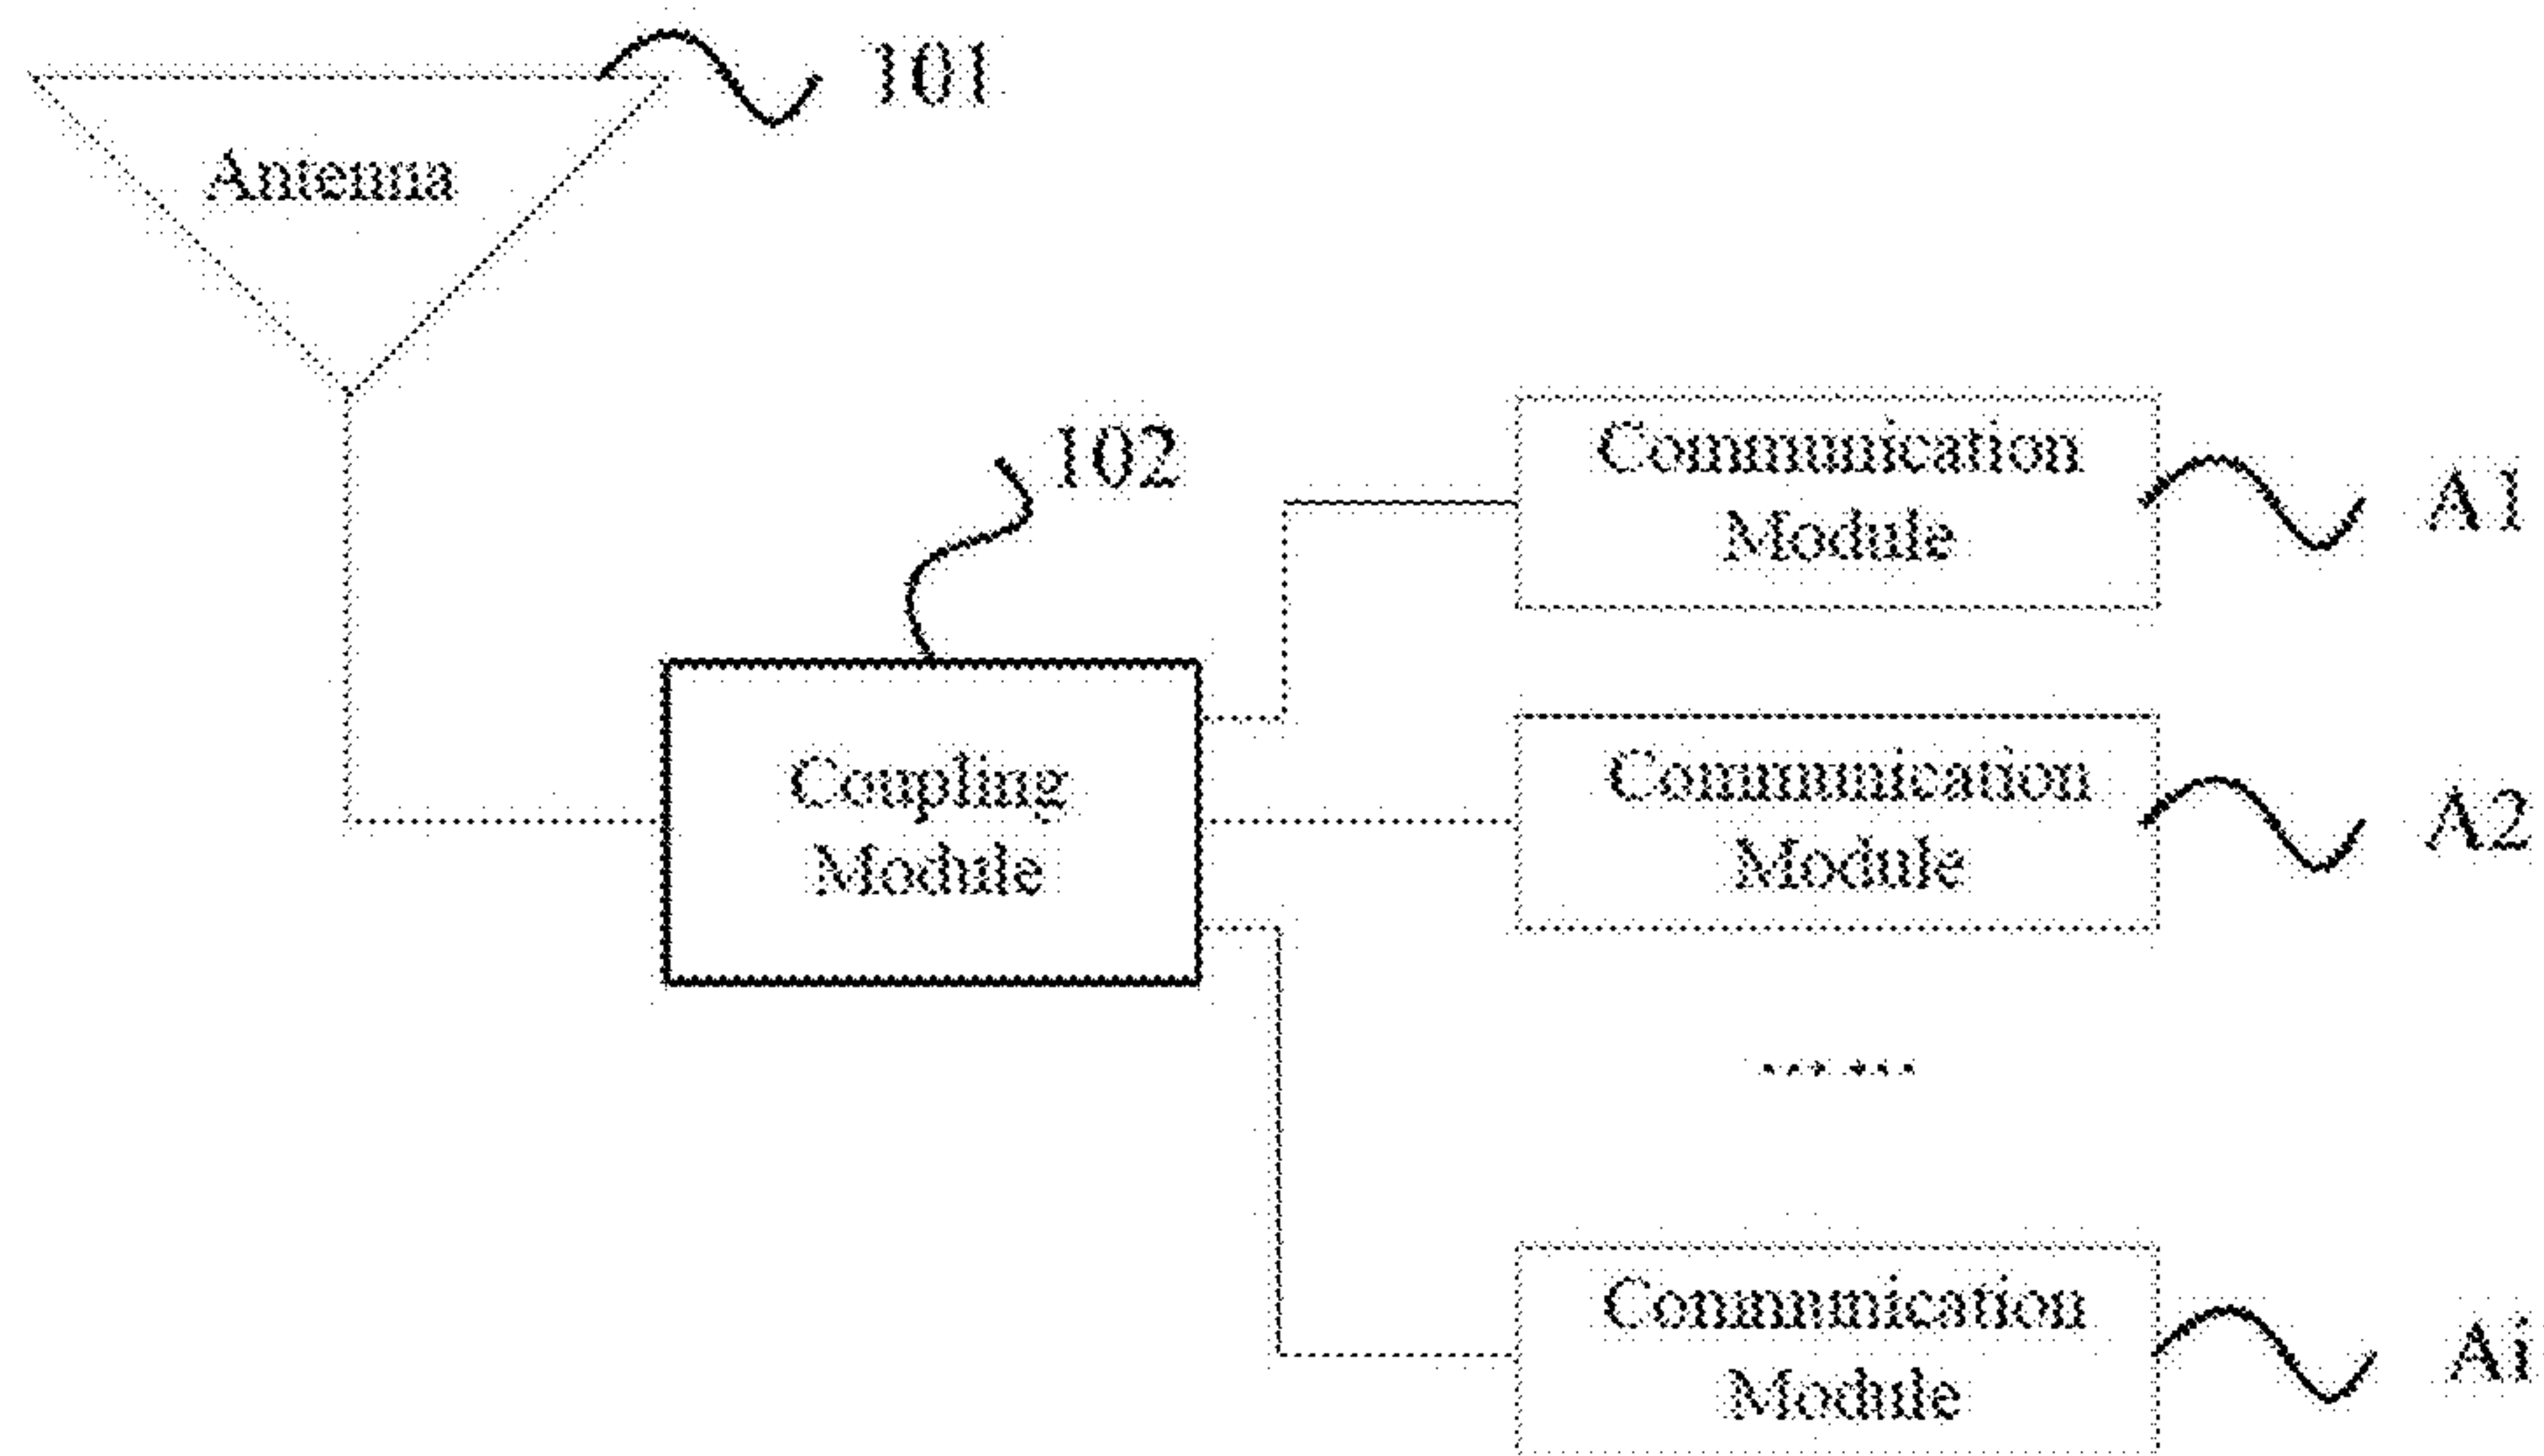 101
Antenna
102
Communication
Module
A1
Coupling
Module
Communication
Module
A2
......
Communication
Module
Ai